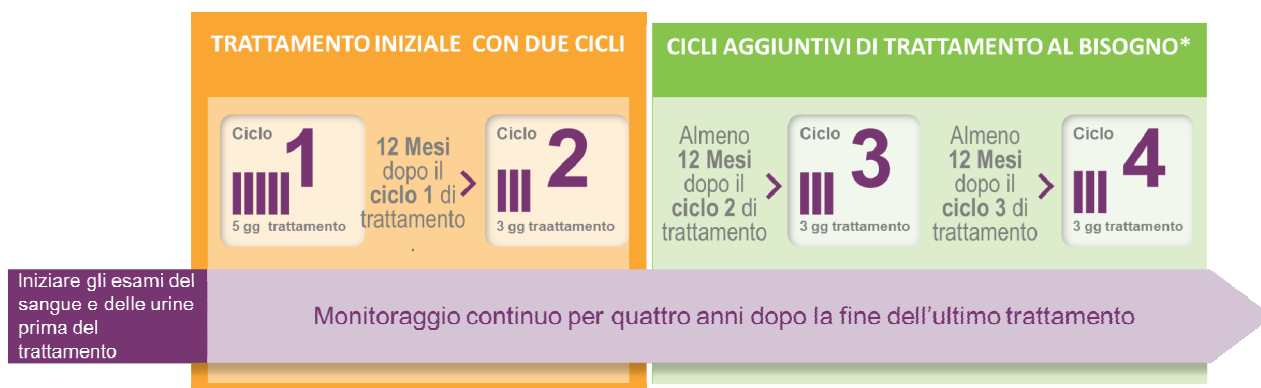 TRATTAMENTO INIZIALE CON DUE CICLI
Ciclo
1
5 gg trattamento
12 Mesi
dopo il
ciclo 1 di
trattamento
.
Ciclo
2
3 gg traattamento
CICLI AGGIUNTIVI DI TRATTAMENTO AL BISOGNO*
Almeno
12 Mesi
dopo il
ciclo 2 di
trattamento
Ciclo
3
3 gg trattamento
Almeno
12 Mesi
dopo il
ciclo 3 di
trattamento
Ciclo
4
3 gg trattamento
Iniziare gli esami del
sangue e delle urine
prima del
trattamento
Monitoraggio continuo per quattro anni dopo la fine dell'ultimo trattamento